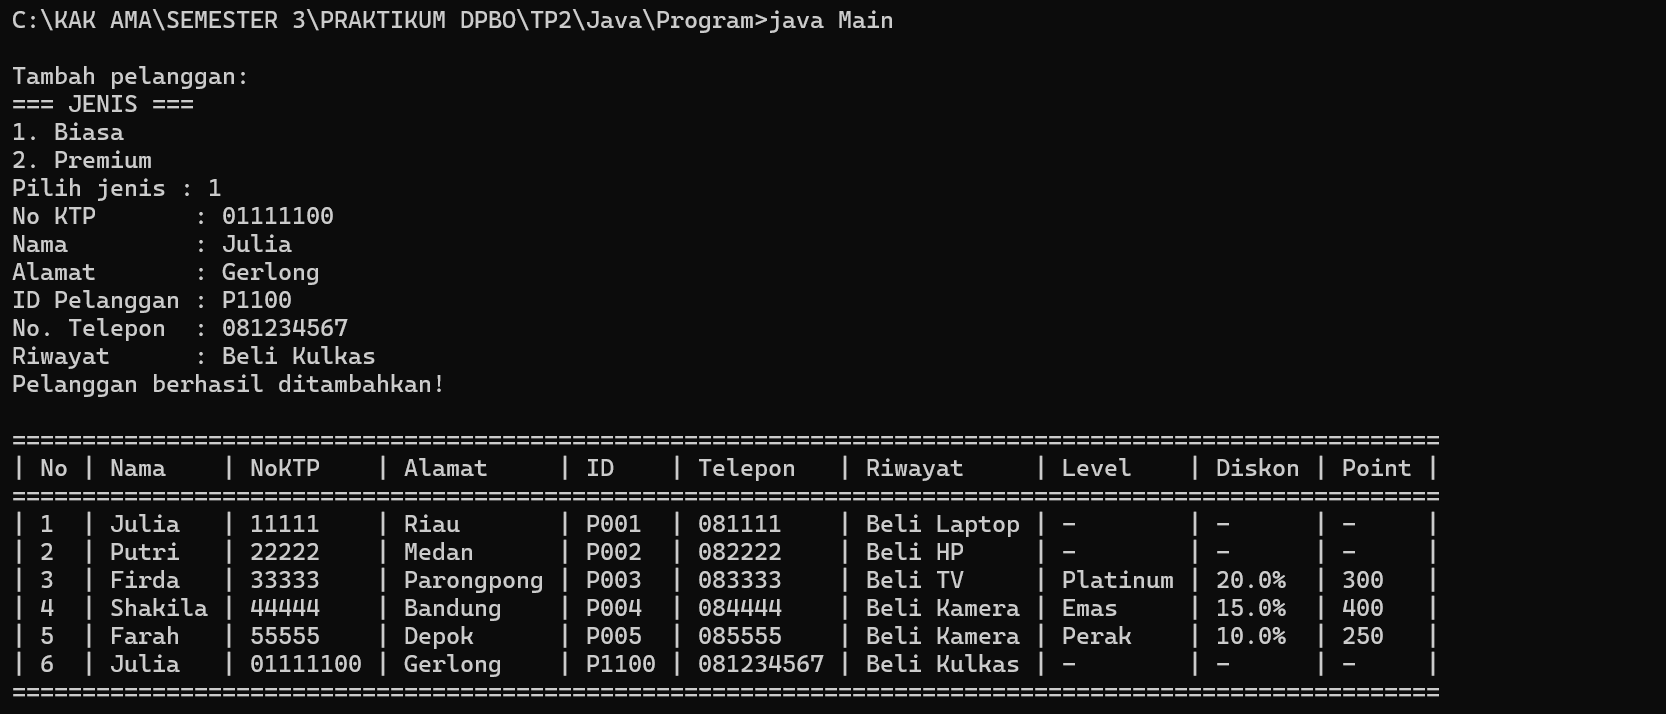 C:\KAK AMA\SEMESTER 3\PRAKTIKUM DPBO\TP2\Java\Program>java Main
Tambah pelanggan:
=== JENIS ===
1. Biasa
2. Premium
Pilih jenis : 1
No KTP       : 01111100
Nama         : Julia
Alamat       : Gerlong
ID Pelanggan : P1100
No. Telepon  : 081234567
Riwayat      : Beli Kulkas
Pelanggan berhasil ditambahkan!
======================================================================================================
| No | Nama    | NoKTP    | Alamat     | ID    | Telepon   | Riwayat     | Level    | Diskon | Point |
======================================================================================================
| 1  | Julia   | 11111    | Riau       | P001  | 081111    | Beli Laptop | -        | -      | -     |
| 2  | Putri   | 22222    | Medan      | P002  | 082222    | Beli HP     | -        | -      | -     |
| 3  | Firda   | 33333    | Parongpong | P003  | 083333    | Beli TV     | Platinum | 20.0%  | 300   |
| 4  | Shakila | 44444    | Bandung    | P004  | 084444    | Beli Kamera | Emas     | 15.0%  | 400   |
| 5  | Farah   | 55555    | Depok      | P005  | 085555    | Beli Kamera | Perak    | 10.0%  | 250   |
| 6  | Julia   | 01111100 | Gerlong    | P1100 | 081234567 | Beli Kulkas | -        | -      | -     |
======================================================================================================